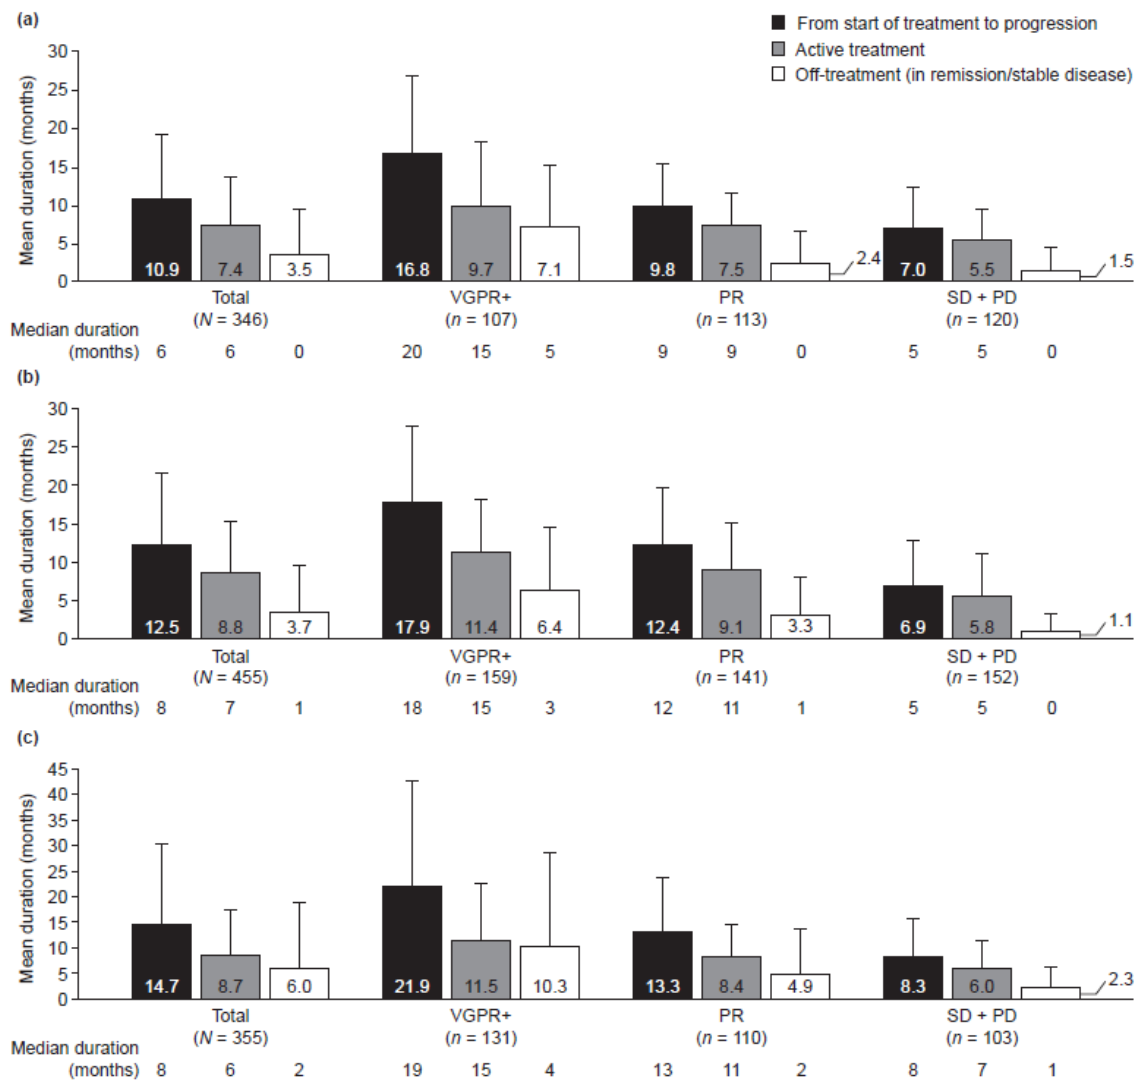 (a)
From start of treatment to progression
Active treatment
Off-treatment (in remission/stable disease)
Mean duration (months)
30
25
20
15
10
5
0
10.9 7.4 3.5 16.8 9.7 7.1 9.8 7.5 2.4 7.0 5.5 1.5
Total VGPR+ PR SD + PD
(N = 346) (n = 107) (n = 113) (n = 120)
Median duration
(months) 6 6 0 20 15 5 9 9 0 5 5 0
(b)
Mean duration (months)
30
25
20
15
10
5
0
12.5 8.8 3.7 17.9 11.4 6.4 12.4 9.1 3.3 6.9 5.8 1.1
Total VGPR+ PR SD + PD
(N = 455) (n = 159) (n = 141) (n = 152)
Median duration
(months) 8 7 1 18 15 3 12 11 1 5 5 0
(c)
Mean duration (months)
45
40
35
30
25
20
15
10
5
0
14.7 8.7 6.0 21.9 11.5 10.3 13.3 8.4 4.9 8.3 6.0 2.3
Total VGPR+ PR SD + PD
(N = 355) (n = 131) (n = 110) (n = 103)
Median duration
(months) 8 6 2 19 15 4 13 11 2 8 7 1